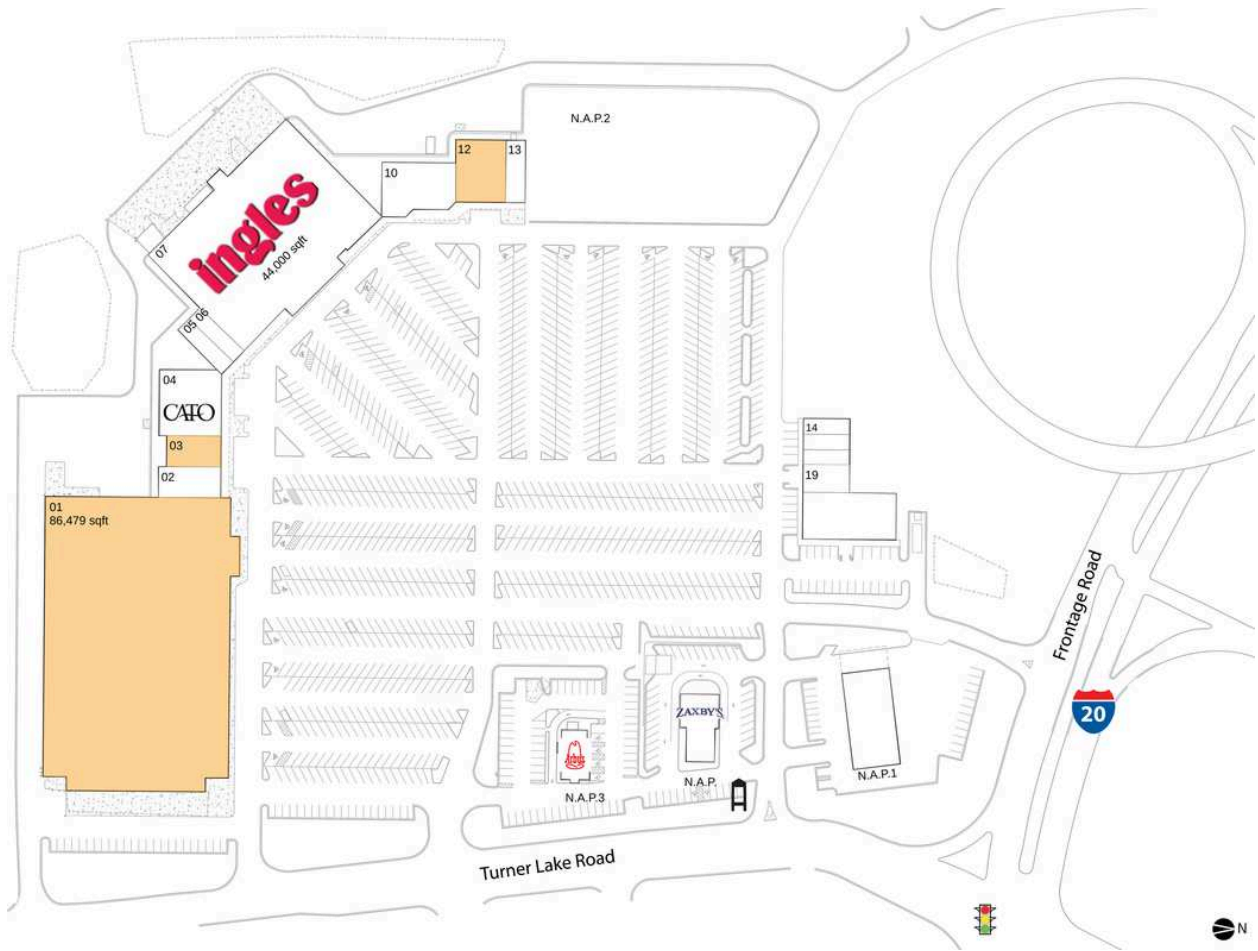 N.A.P.2
12
13
10
ingles
44,000 sqft
07
05 06
04
CATO
03
02
01
86,479 sqft
14
19
Frontage Road
20
ZAXBY'S
Arby's
N.A.P.
N.A.P.1
N.A.P.3
Turner Lake Road
N